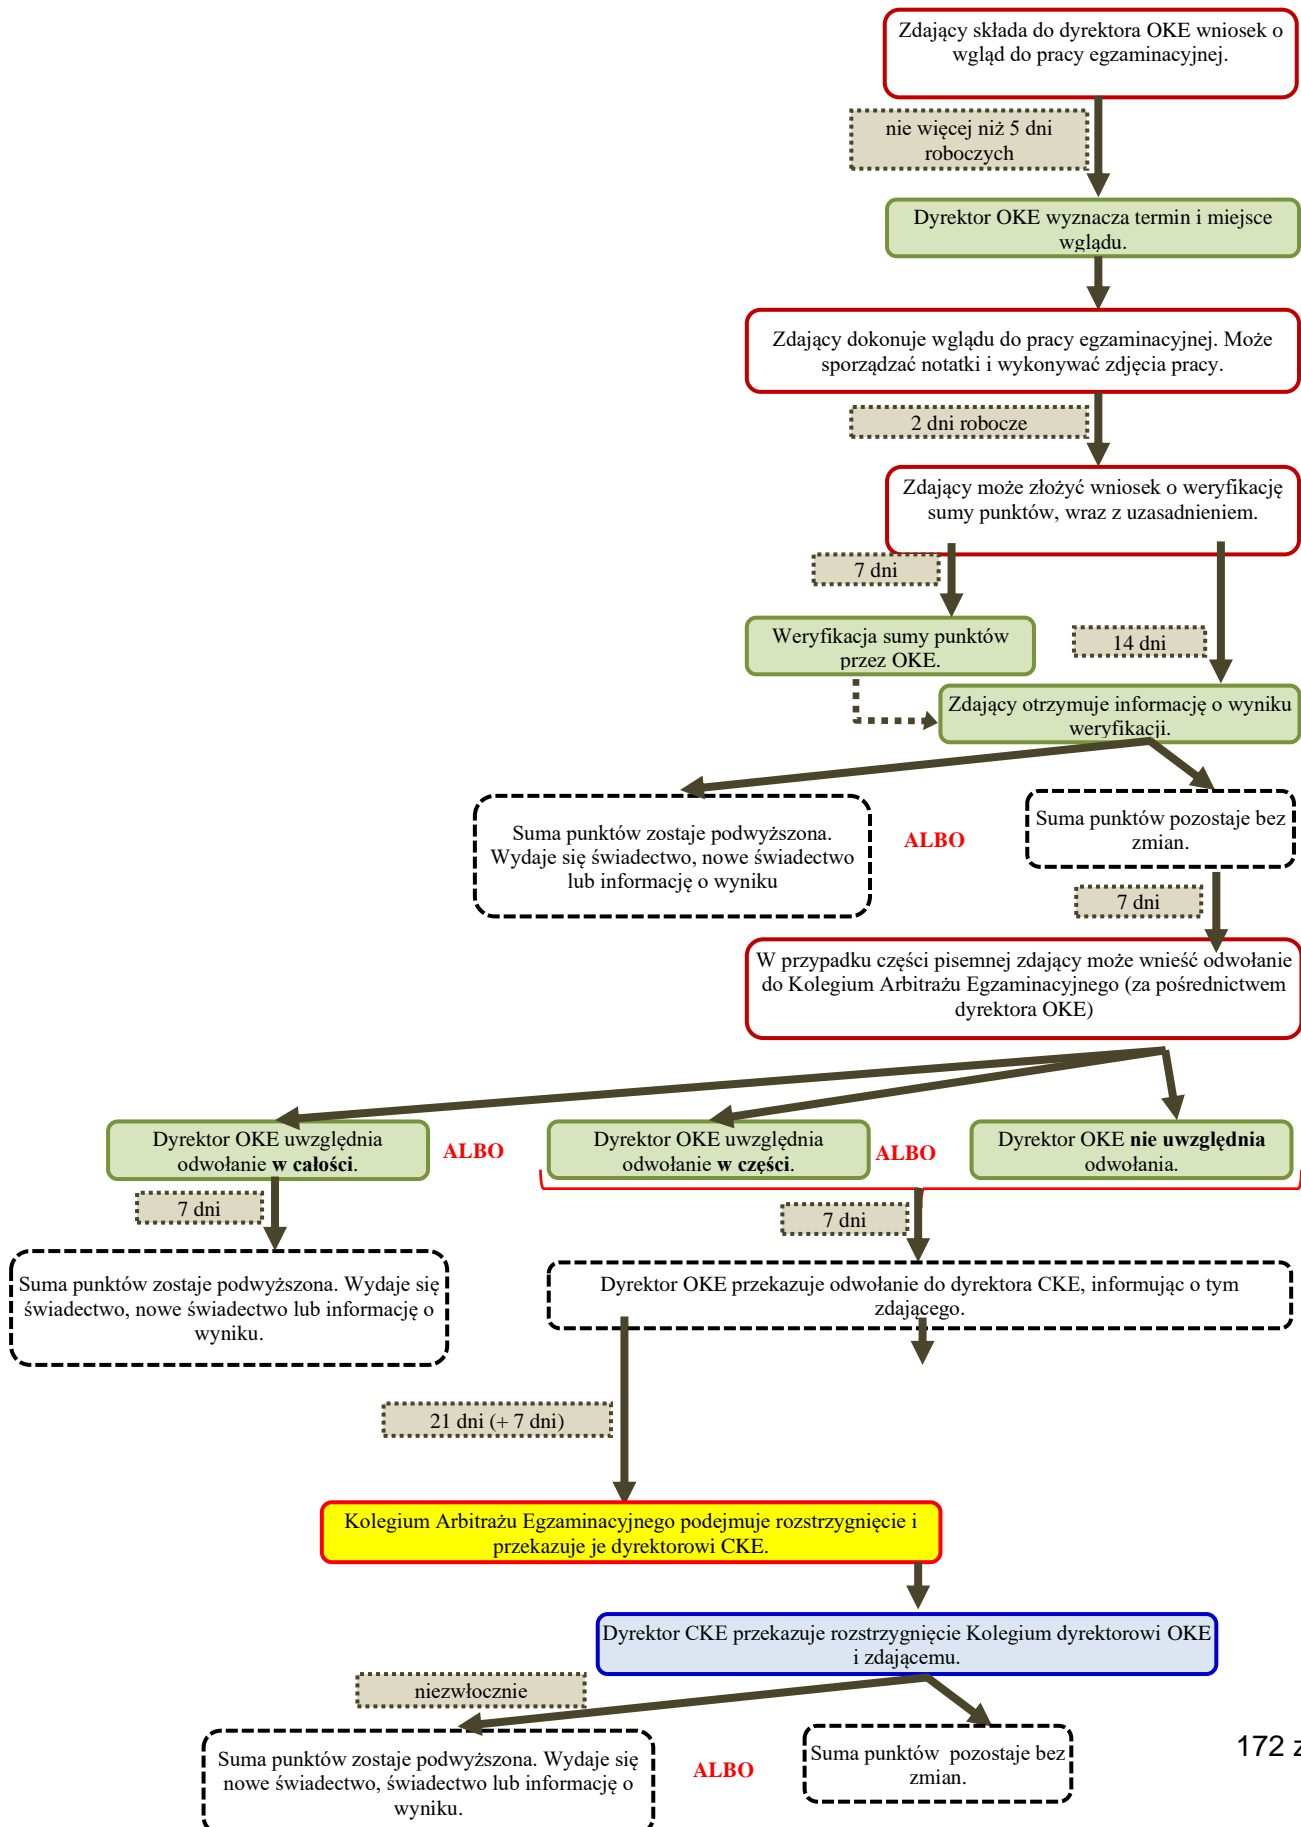 Zdający składa do dyrektora OKE wniosek o
wgląd do pracy egzaminacyjnej.
nie więcej niż 5 dni
roboczych
Dyrektor OKE wyznacza termin i miejsce
wglądu.
Zdający dokonuje wglądu do pracy egzaminacyjnej. Może
sporządzać notatki i wykonywać zdjęcia pracy.
2 dni robocze
Zdający może złożyć wniosek o weryfikację
sumy punktów, wraz z uzasadnieniem.
7 dni
Weryfikacja sumy punktów
przez OKE.
14 dni
Zdający otrzymuje informację o wyniku
weryfikacji.
Suma punktów zostaje podwyższona.
Wydaje się świadectwo, nowe świadectwo
lub informację o wyniku
ALBO
Suma punktów pozostaje bez
zmian.
7 dni
W przypadku części pisemnej zdający może wnieść odwołanie
do Kolegium Arbitrażu Egzaminacyjnego (za pośrednictwem
dyrektora OKE)
Dyrektor OKE uwzględnia
odwołanie w całości.
ALBO
Dyrektor OKE uwzględnia
odwołanie w części.
ALBO
Dyrektor OKE nie uwzględnia
odwołania.
7 dni
7 dni
Suma punktów zostaje podwyższona. Wydaje się
świadectwo, nowe świadectwo lub informację o
wyniku.
Dyrektor OKE przekazuje odwołanie do dyrektora CKE, informując o tym
zdającego.
21 dni (+ 7 dni)
Kolegium Arbitrażu Egzaminacyjnego podejmuje rozstrzygnięcie i
przekazuje je dyrektorowi CKE.
Dyrektor CKE przekazuje rozstrzygnięcie Kolegium dyrektorowi OKE
i zdającemu.
niezwłocznie
Suma punktów zostaje podwyższona. Wydaje się
nowe świadectwo, świadectwo lub informację o
wyniku.
ALBO
Suma punktów pozostaje bez
zmian.
172 z